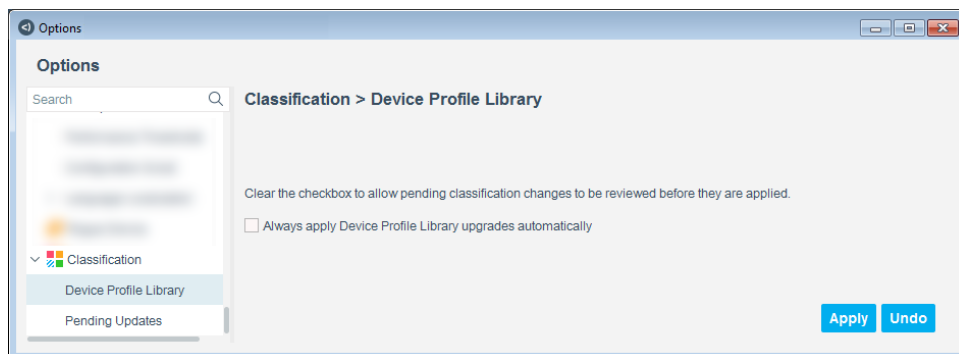 Options
Options
Search
Classification > Device Profile Library
Clear the checkbox to allow pending classification changes to be reviewed before they are applied.
Always apply Device Profile Library upgrades automatically
Classification
Device Profile Library
Pending Updates
Apply
Undo